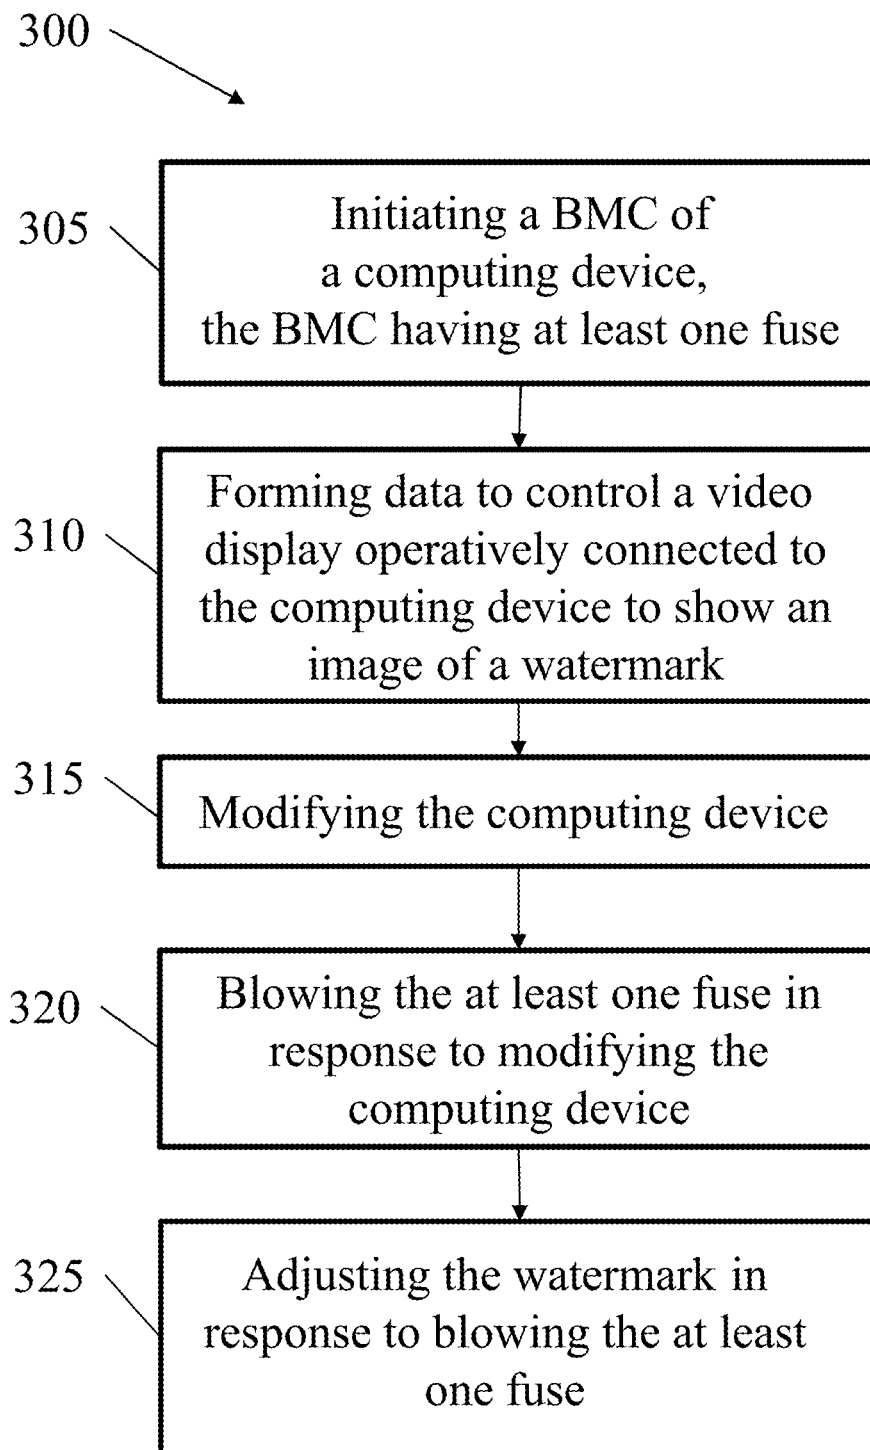 300
305
Initiating a BMC of
a computing device,
the BMC having at least one fuse
310
Forming data to control a video
display operatively connected to
the computing device to show an
image of a watermark
315
Modifying the computing device
320
Blowing the at least one fuse in
response to modifying the
computing device
325
Adjusting the watermark in
response to blowing the at least
one fuse